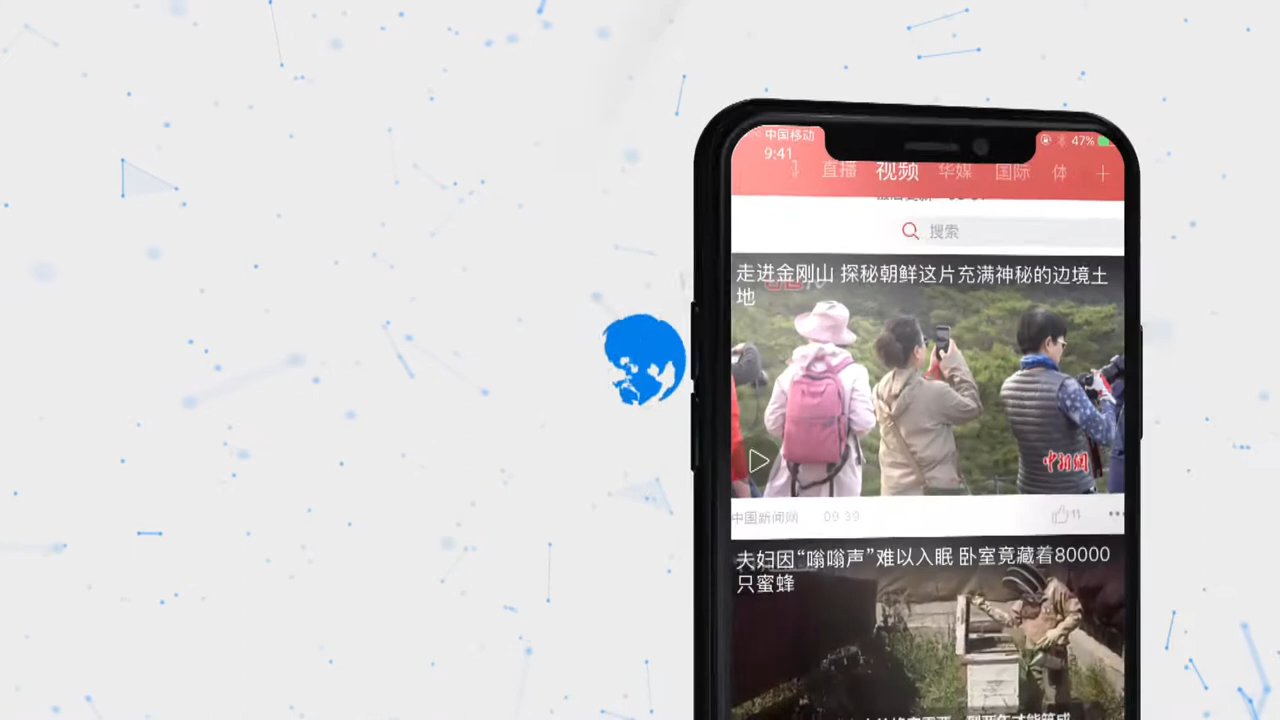 中国移动
9:41
47%
直播 视频 华媒 国际 体 +
搜索
走进金刚山 探秘朝鲜这片充满神秘的边境土
地
中新网
中国新闻网 09:39 11
夫妇因“嗡嗡声”难以入眠 卧室竟藏着80000
只蜜蜂